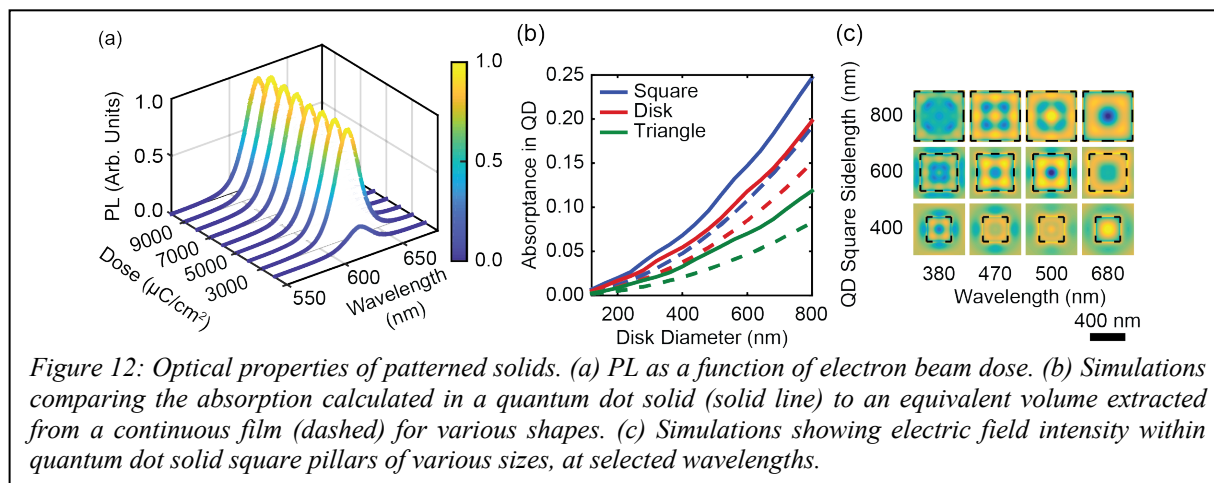 (a)
PL (Arb. Units)
1.0
0.5
0.0
9000
7000
5000
3000
Dose (μC/cm²)
550
600
650
Wavelength
(nm)
1.0
0.5
0.0
(b)
Absorptance in QD
0.25
0.20
0.15
0.10
0.05
0.00
Square
Disk
Triangle
200 400 600 800
Disk Diameter (nm)
(c)
QD Square Sidelength (nm)
800
600
400
380 470 500 680
Wavelength (nm)
400 nm
Figure 12: Optical properties of patterned solids. (a) PL as a function of electron beam dose. (b) Simulations
comparing the absorption calculated in a quantum dot solid (solid line) to an equivalent volume extracted
from a continuous film (dashed) for various shapes. (c) Simulations showing electric field intensity within
quantum dot solid square pillars of various sizes, at selected wavelengths.